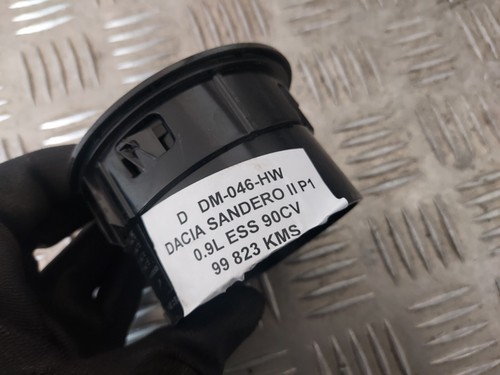 D DM-046-HW
DACIA SANDERO II P1
0.9L ESS 90CV
99 823 KMS